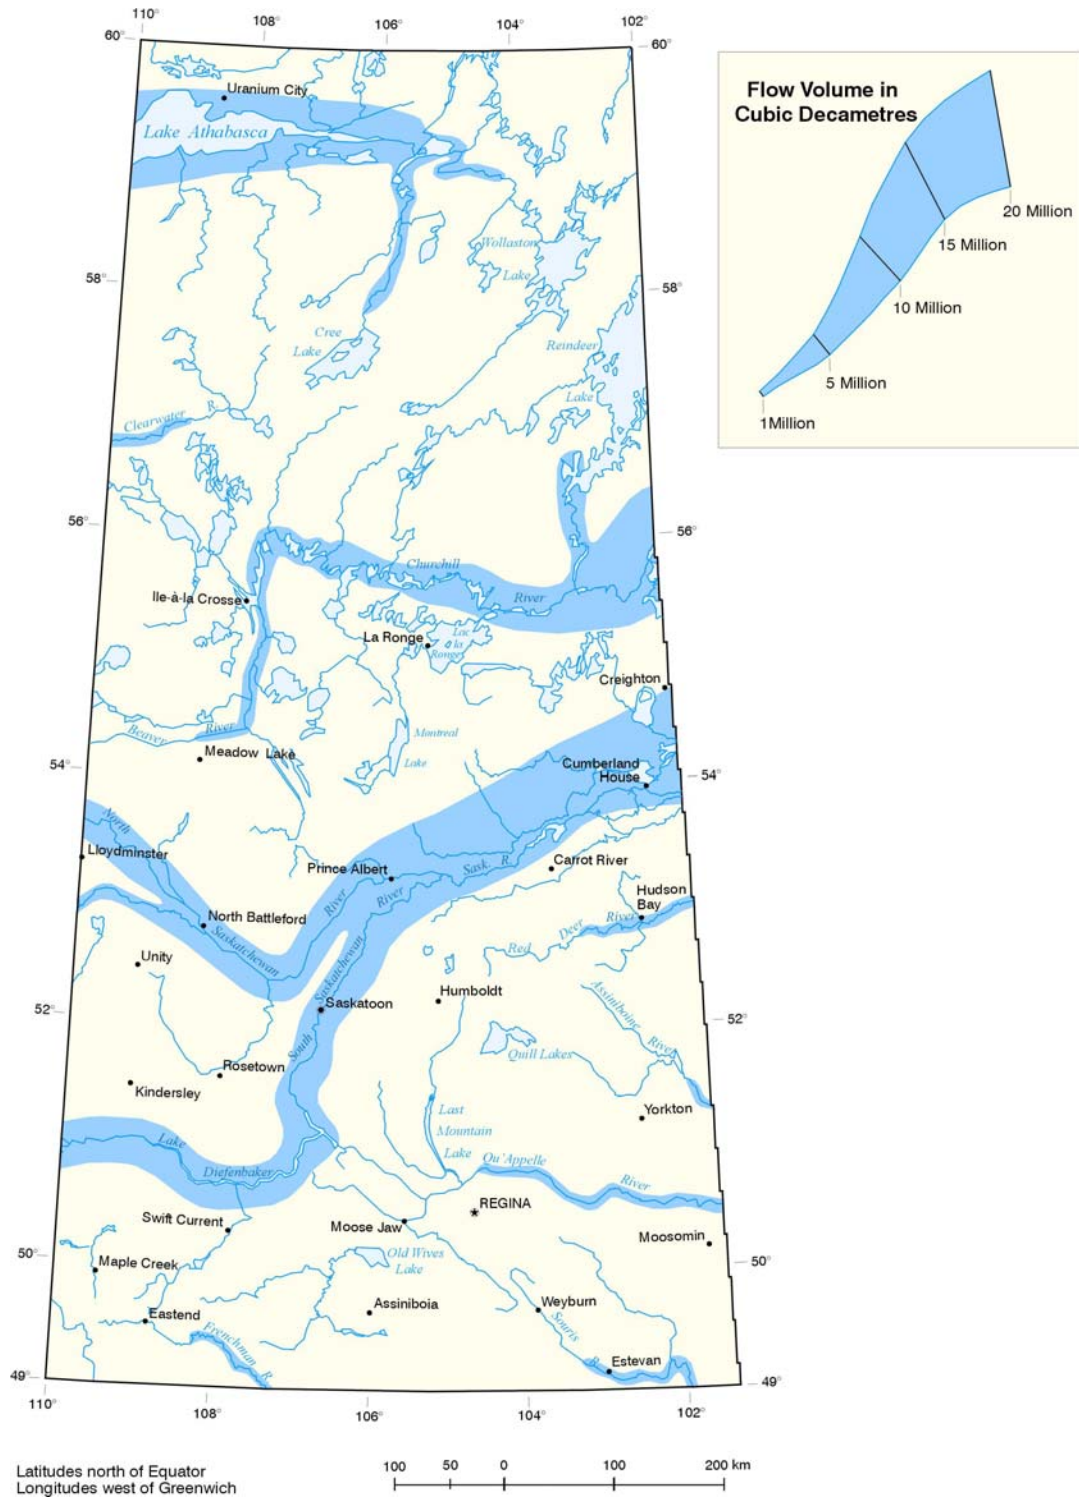 110°
108°
106°
104°
102°
60°
60°
Uranium City
Lake Athabasca
Flow Volume in
Cubic Decametres
20 Million
15 Million
10 Million
5 Million
1Million
Wollaston
Lake
58°
58°
Cree
Lake
Reindeer
Lake
Clearwater R.
56°
56°
Churchill
River
Ile-à-la Crosse
La Ronge
Lac
la
Ronge
Creighton
Beaver River
Meadow Lake
Montreal
Lake
54°
54°
Cumberland
House
North
Lloydminster
Prince Albert
Sask. R.
Carrot River
River
River
Hudson
Bay
North Battleford
Saskatchewan
Red Deer River
Unity
Saskatchewan
Humboldt
Saskatoon
Assiniboine River
52°
52°
South
Quill Lakes
Rosetown
Kindersley
Last
Mountain
Lake
Yorkton
Lake
Diefenbaker
Qu'Appelle
River
REGINA
Swift Current
Moose Jaw
Moosomin
50°
50°
Old Wives
Lake
Maple Creek
Eastend
Assiniboia
Weyburn
Frenchman R.
Souris
R.
Estevan
49°
49°
110°
108°
106°
104°
102°
Latitudes north of Equator
Longitudes west of Greenwich
100 50 0 100 200 km